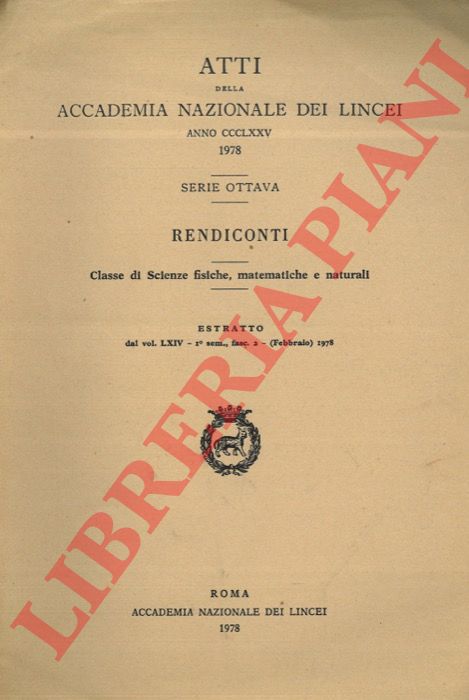 ATTI
DELLA
ACCADEMIA NAZIONALE DEI LINCEI
ANNO CCCLXXV
1978
SERIE OTTAVA
RENDICONTI
Classe di Scienze fisiche, matematiche e naturali
ESTRATTO
dal vol. LXIV – 1º sem., fasc. 2 – (Febbraio) 1978
ROMA
ACCADEMIA NAZIONALE DEI LINCEI
1978
LIBRERIA PIANI